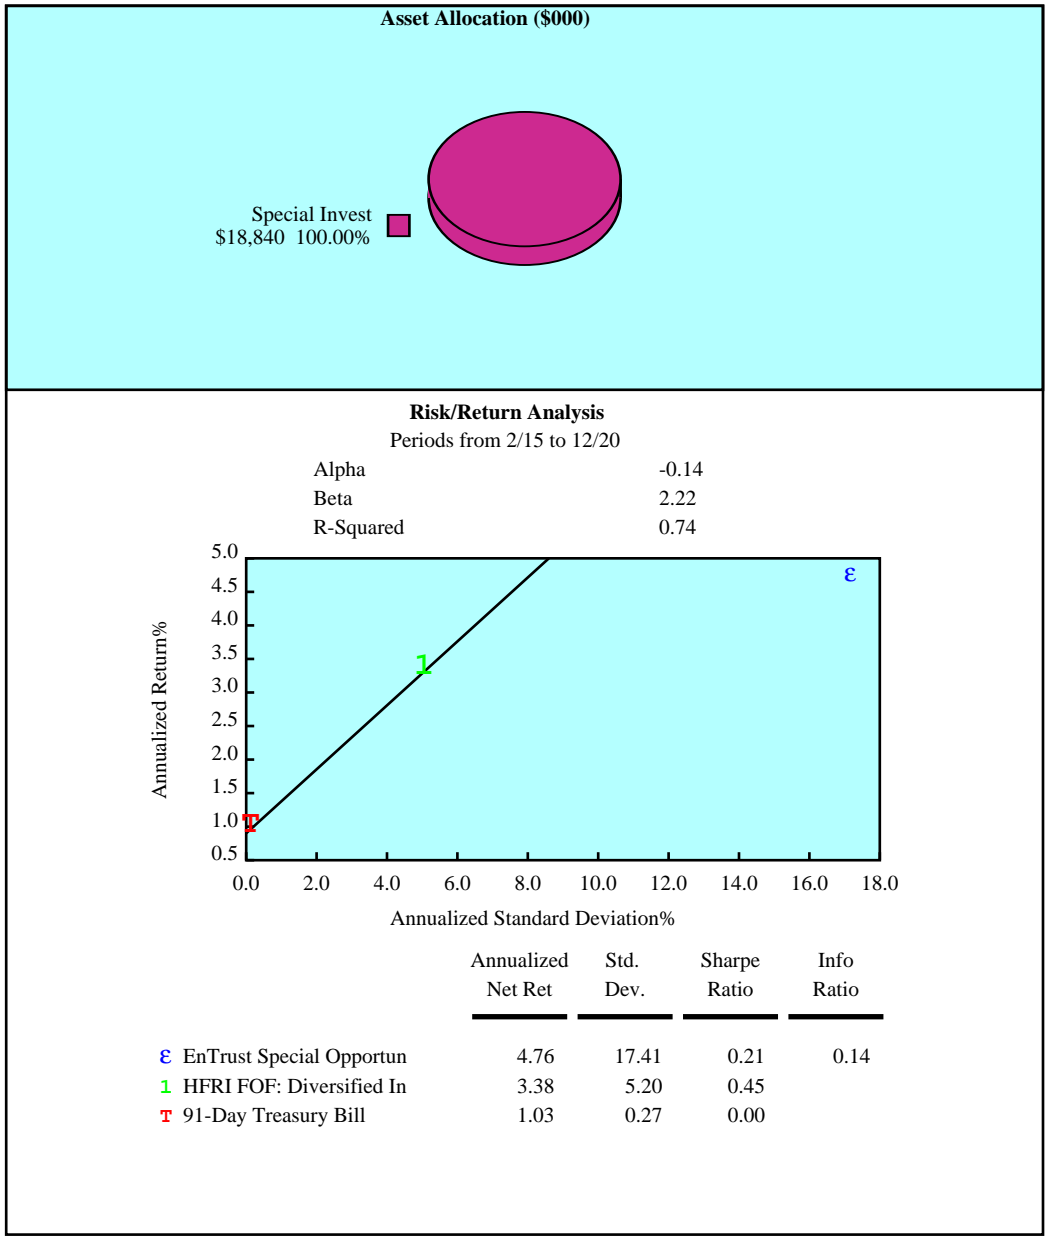 Asset Allocation ($000)
Special Invest
$18,840 100.00%
Risk/Return Analysis
Periods from 2/15 to 12/20
Alpha -0.14
Beta 2.22
R-Squared 0.74
5.0
4.5
4.0
3.5
3.0
2.5
2.0
1.5
1.0
0.5
Annualized Return%
ε
1
T
0.0 2.0 4.0 6.0 8.0 10.0 12.0 14.0 16.0 18.0
Annualized Standard Deviation%
Annualized Std. Sharpe Info
Net Ret Dev. Ratio Ratio
ε EnTrust Special Opportun 4.76 17.41 0.21 0.14
1 HFRI FOF: Diversified In 3.38 5.20 0.45
T 91-Day Treasury Bill 1.03 0.27 0.00